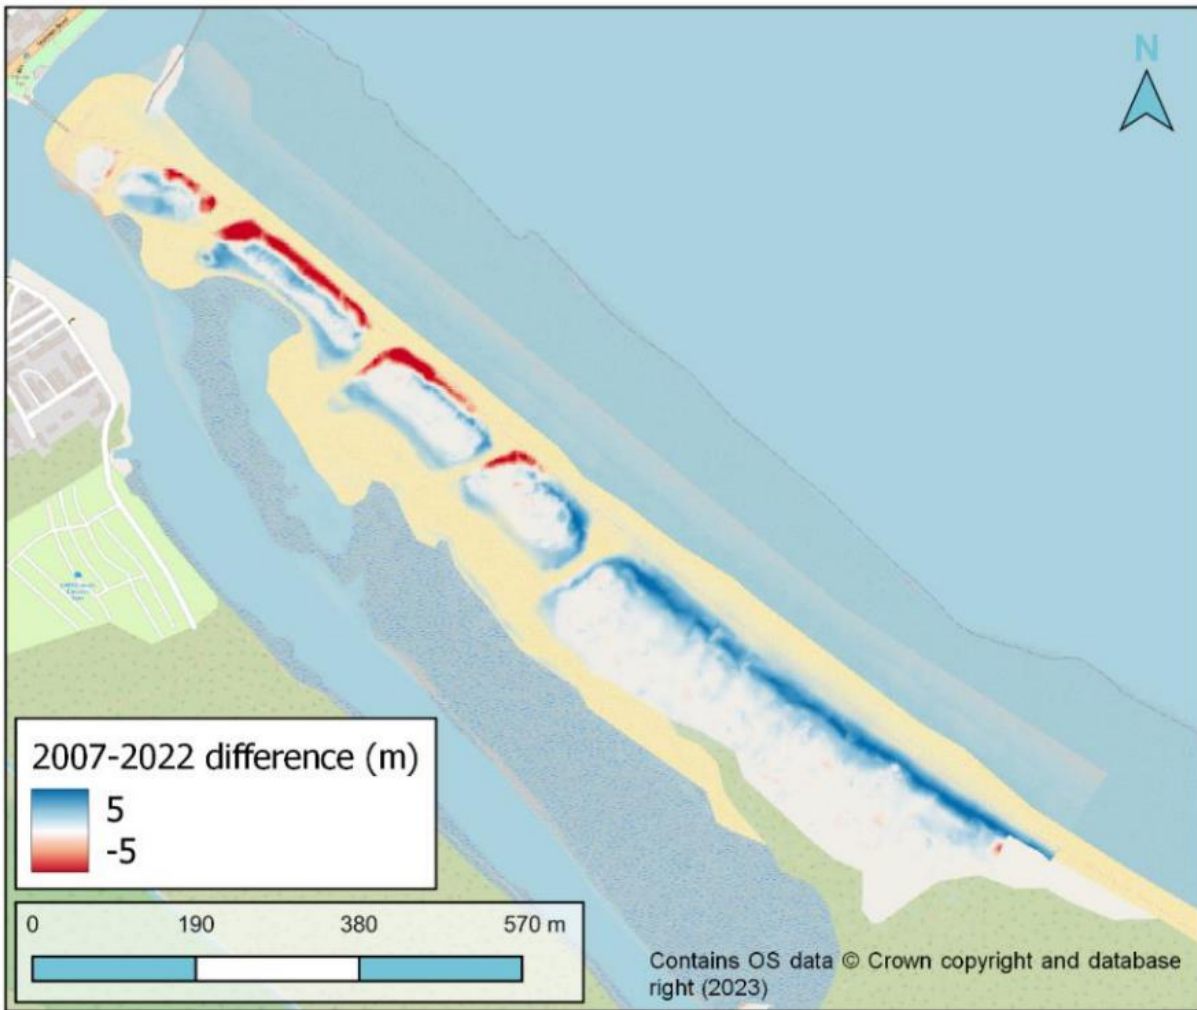 N
2007-2022 difference (m)
5
-5
0 190 380 570 m
Contains OS data © Crown copyright and database
right (2023)